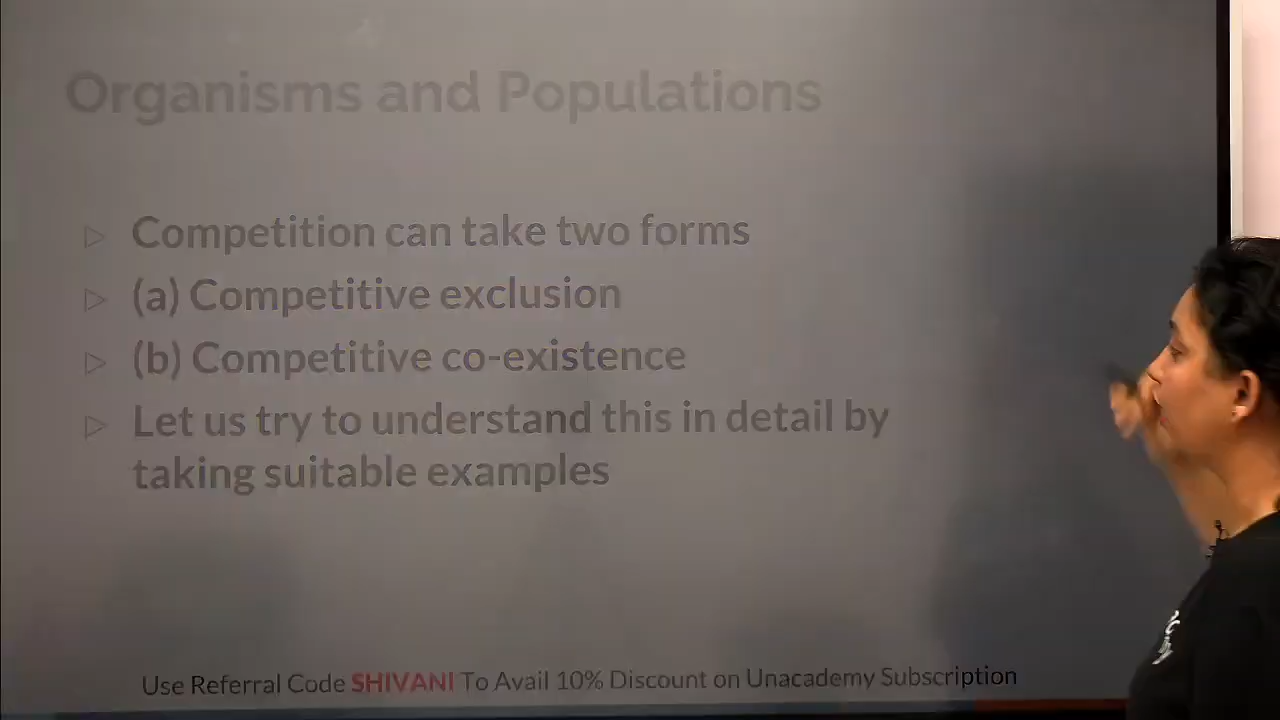 Organisms and Populations
▷ Competition can take two forms
▷ (a) Competitive exclusion
▷ (b) Competitive co-existence
▷ Let us try to understand this in detail by
taking suitable examples
Use Referral Code SHIVANI To Avail 10% Discount on Unacademy Subscription